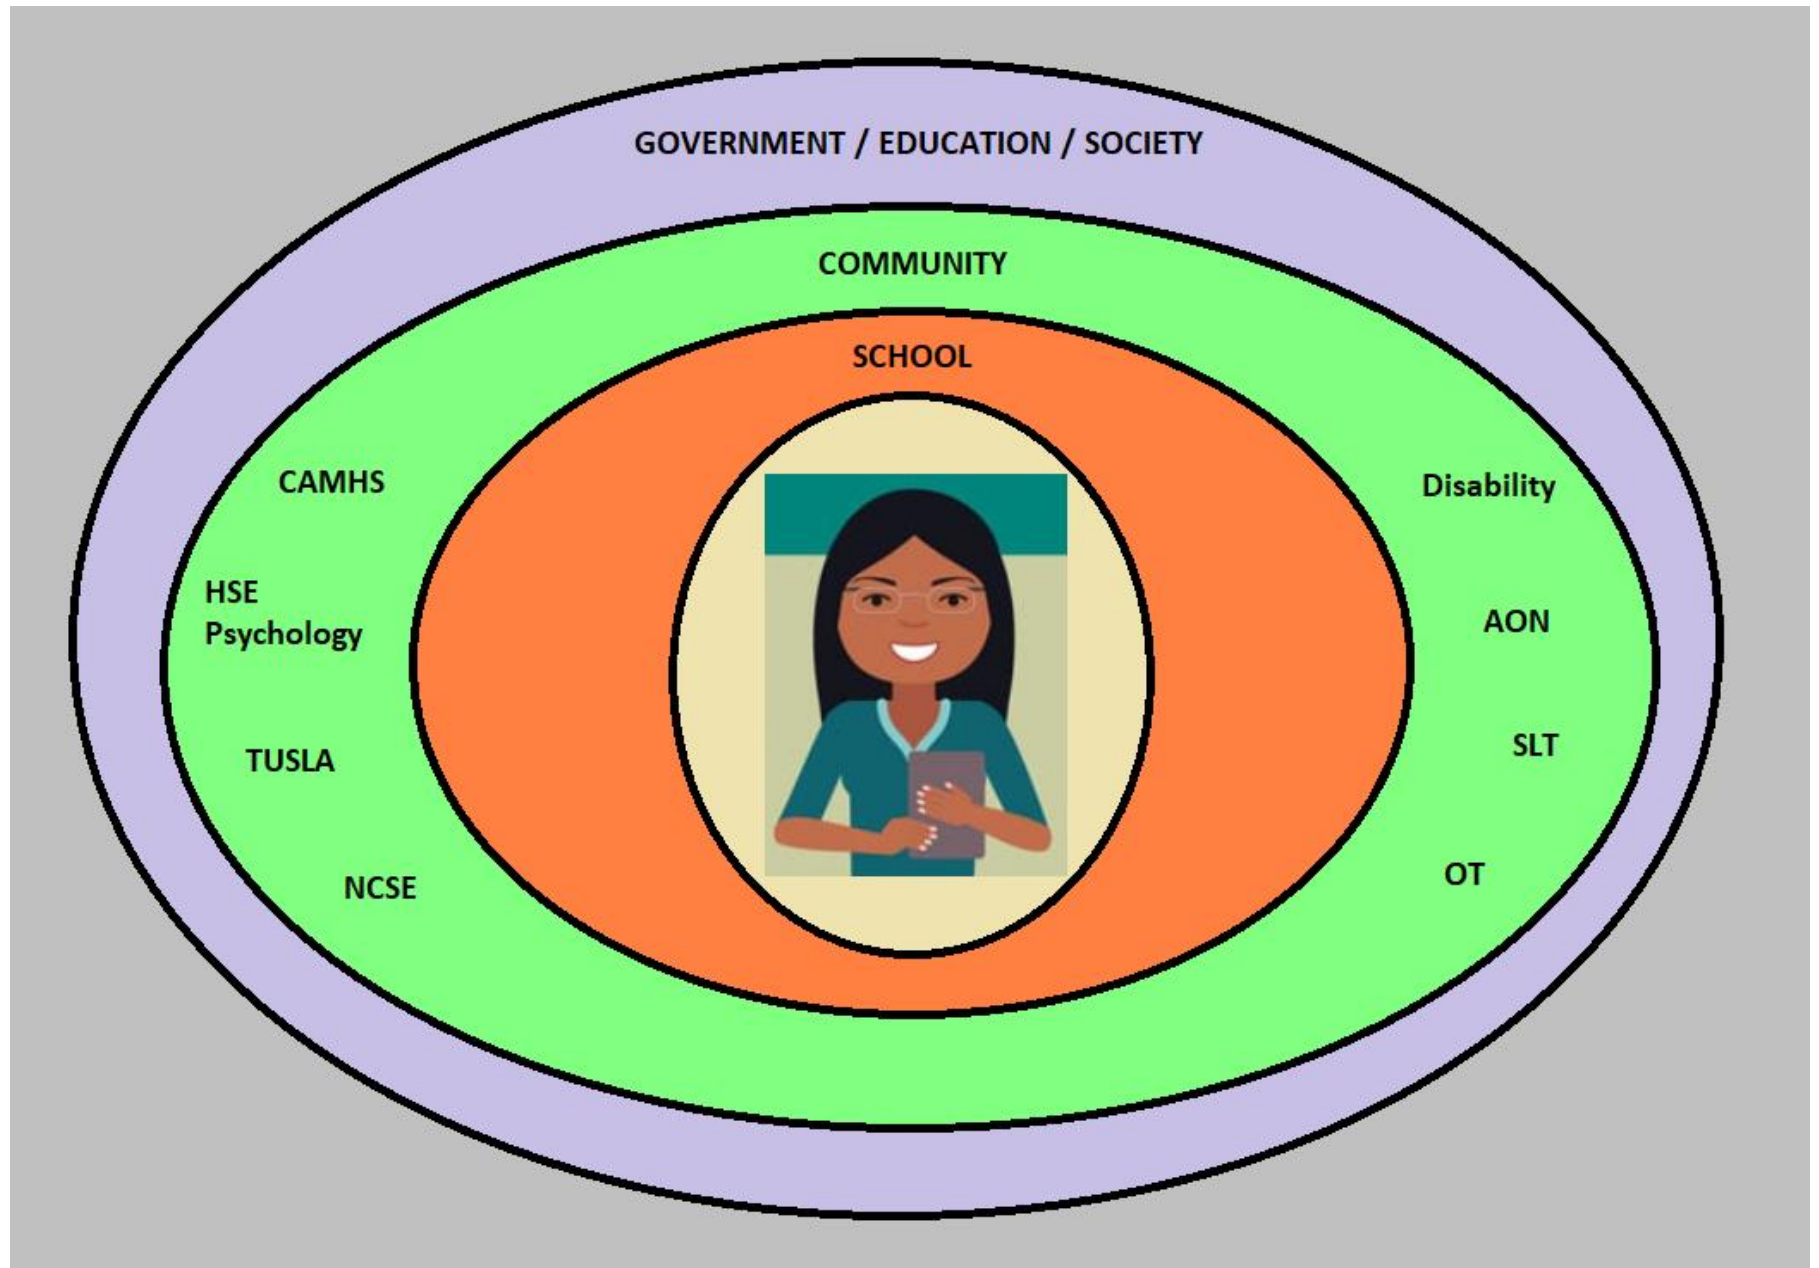 GOVERNMENT / EDUCATION / SOCIETY
COMMUNITY
SCHOOL
CAMHS
HSE
Psychology
TUSLA
NCSE
Disability
AON
SLT
OT